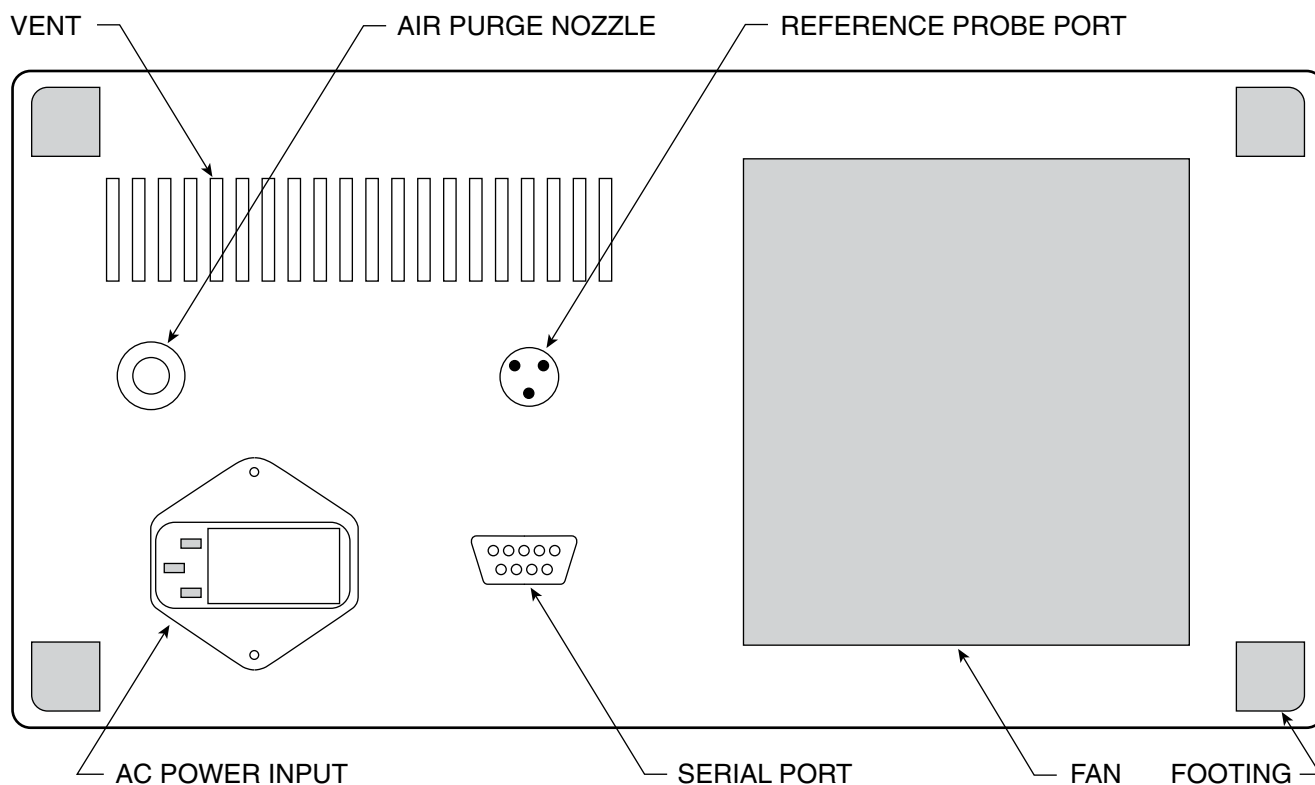 VENT
AIR PURGE NOZZLE
REFERENCE PROBE PORT
AC POWER INPUT
SERIAL PORT
FAN
FOOTING